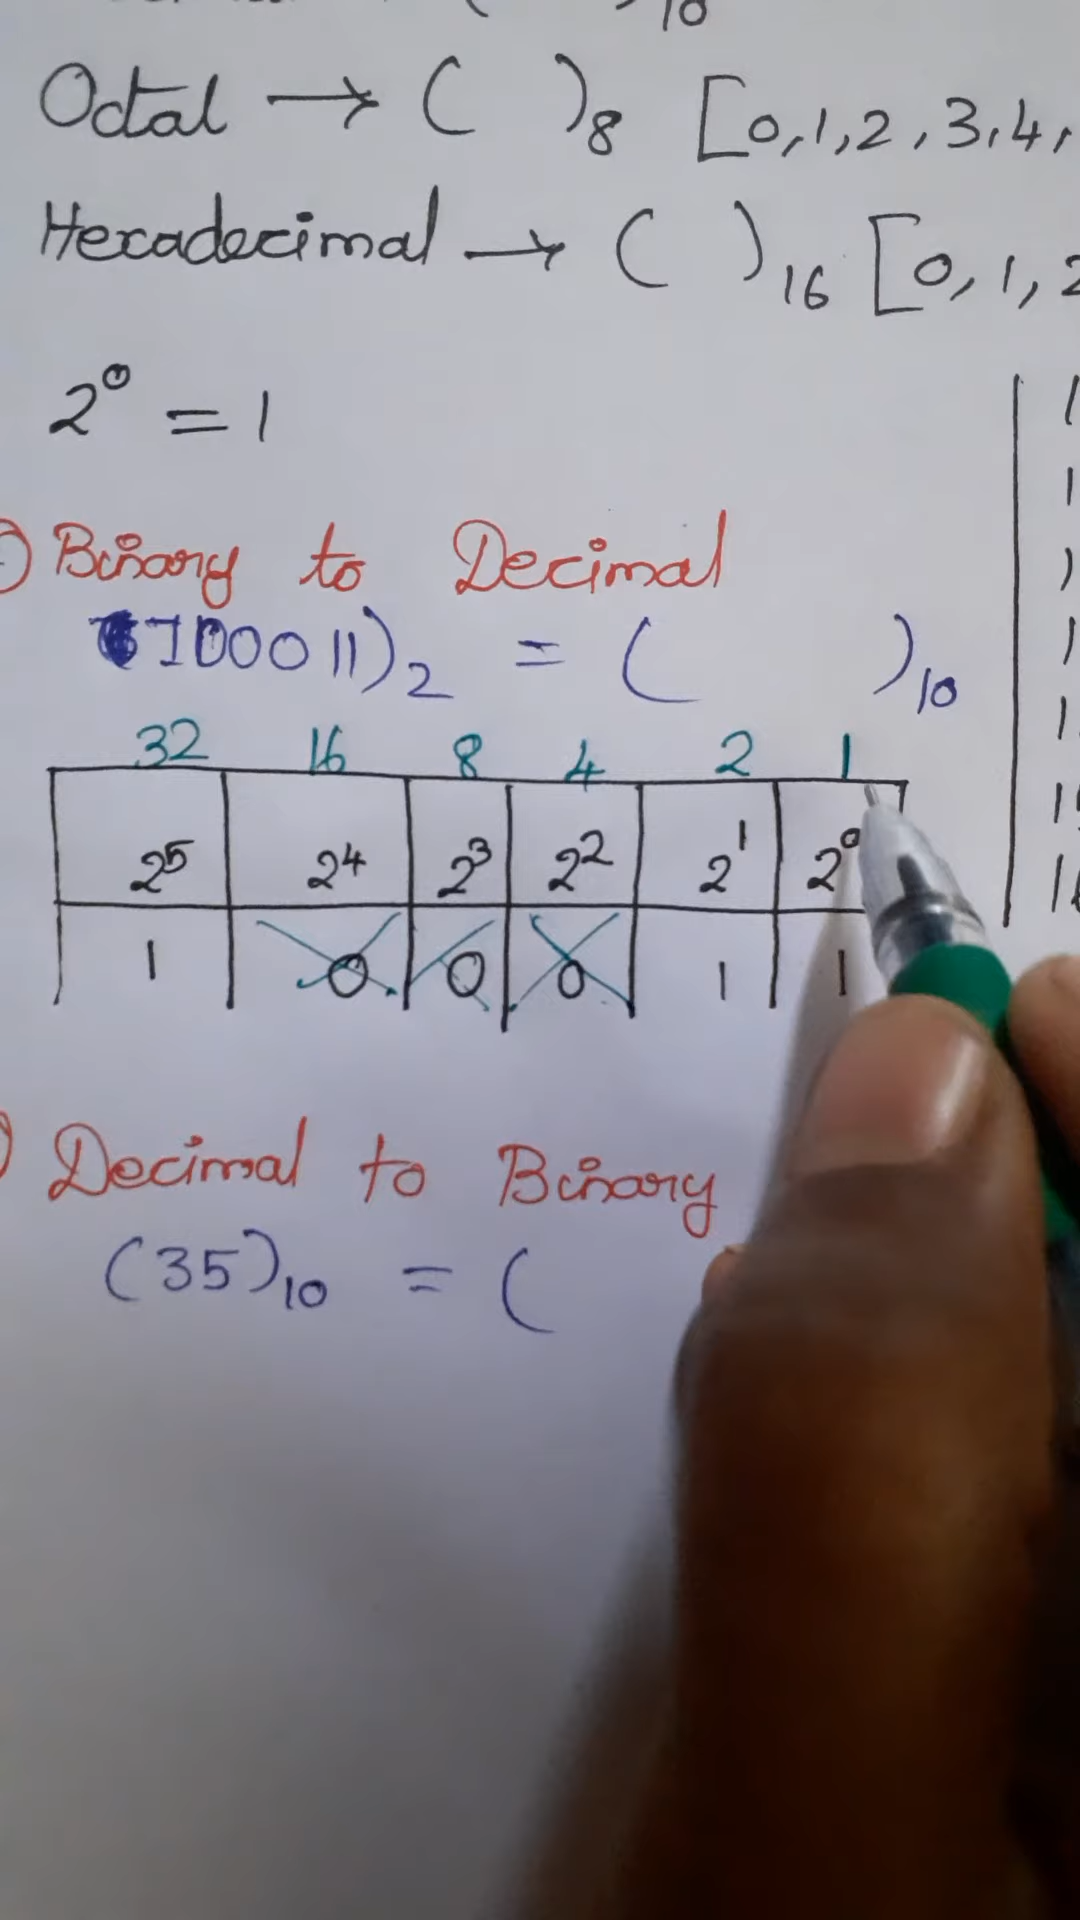 ( )₁₀
Octal → ( )₈ [0,1,2,3,4,
Hexadecimal → ( )₁₆ [0,1,2
2⁰ = 1
Binary to Decimal
(100011)₂ = ( )₁₀
32 16 8 4 2 1
2⁵ 2⁴ 2³ 2² 2¹ 2⁰
1 0 0 0 1 1
Decimal to Binary
(35)₁₀ = (